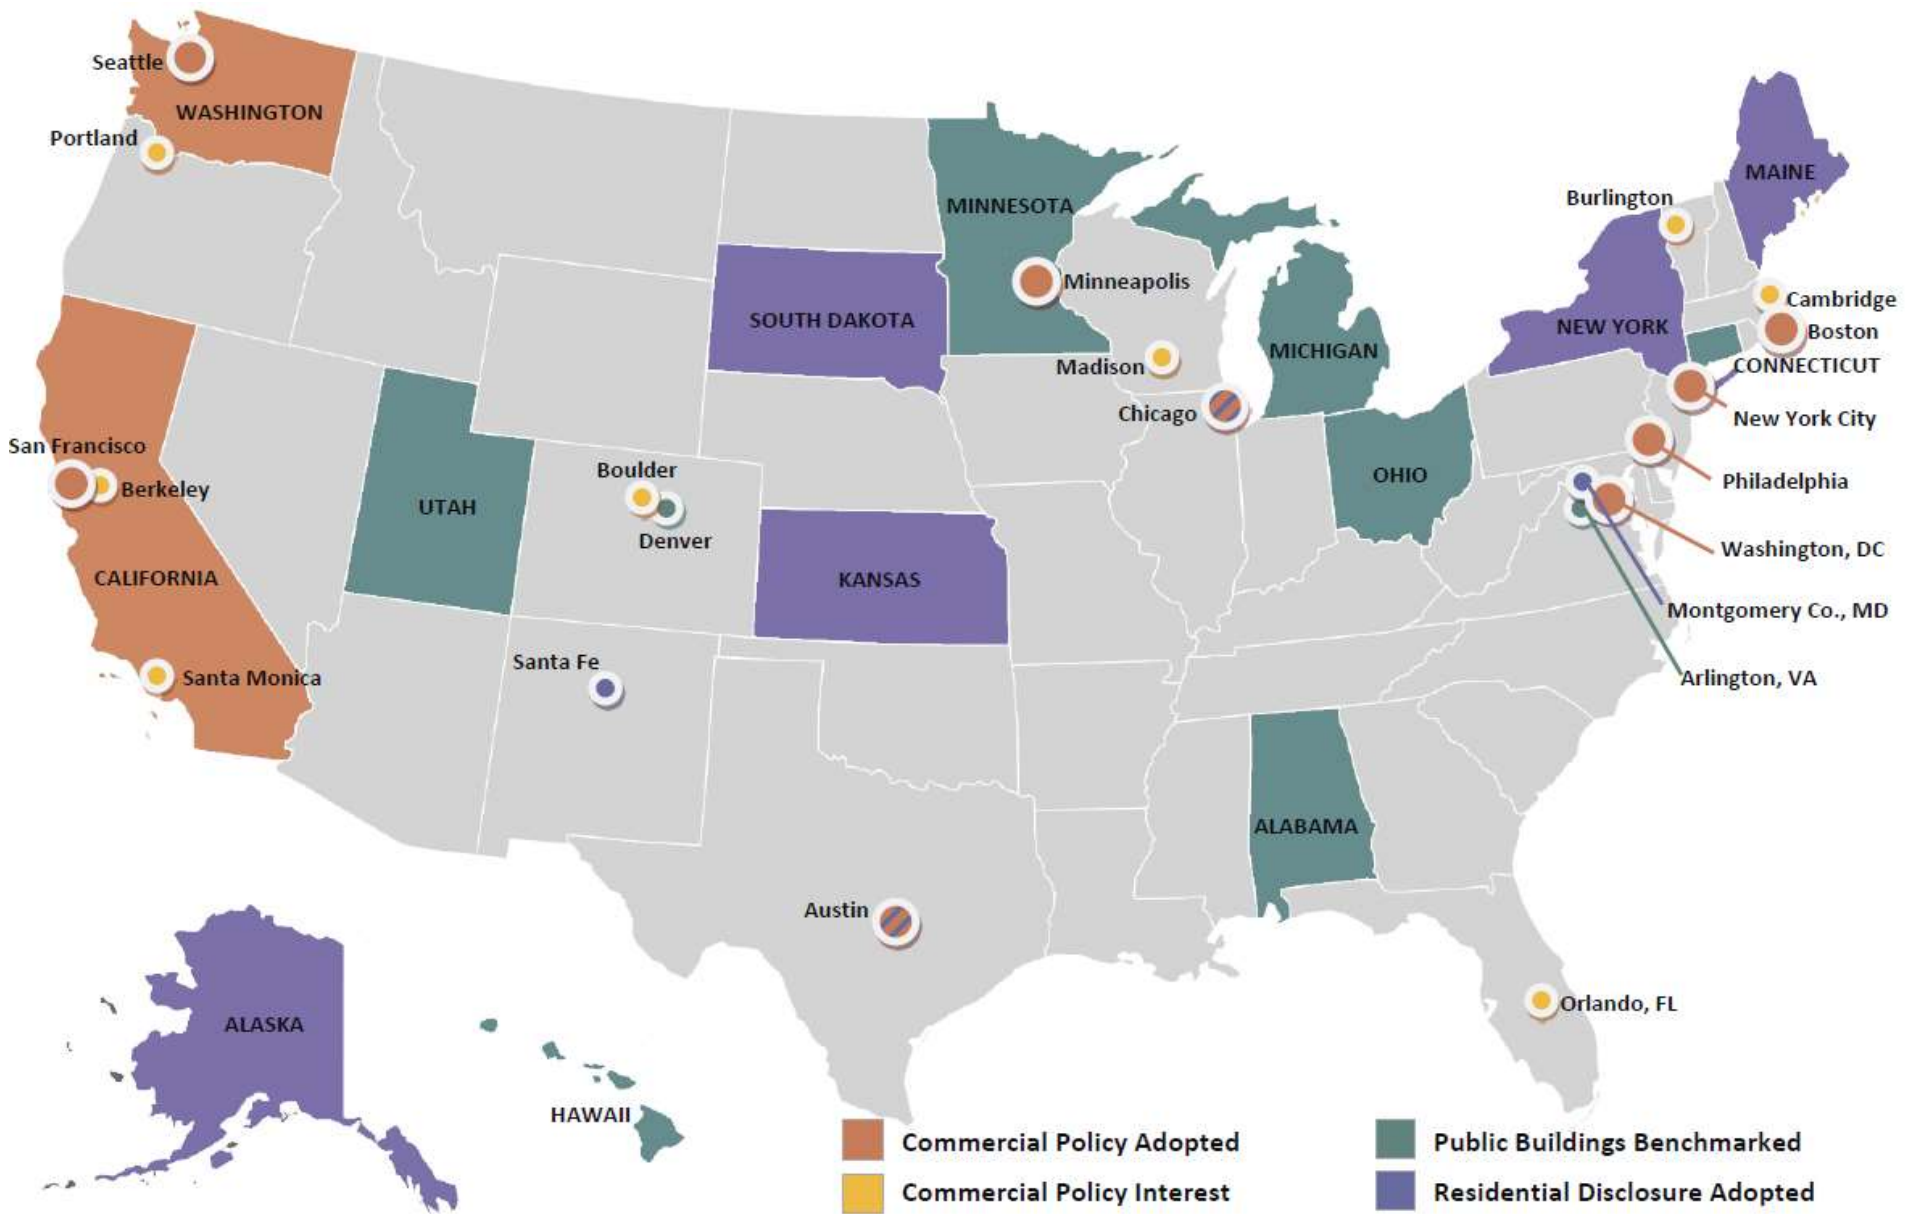 Seattle
WASHINGTON
Portland
MINNESOTA
MAINE
Burlington
Minneapolis
Cambridge
SOUTH DAKOTA
NEW YORK
Boston
MICHIGAN
Madison
CONNECTICUT
Chicago
New York City
San Francisco
Boulder
OHIO
Philadelphia
Berkeley
UTAH
Denver
Washington, DC
CALIFORNIA
KANSAS
Montgomery Co., MD
Santa Fe
Santa Monica
Arlington, VA
ALABAMA
Austin
Orlando, FL
ALASKA
HAWAII
Commercial Policy Adopted
Public Buildings Benchmarked
Commercial Policy Interest
Residential Disclosure Adopted